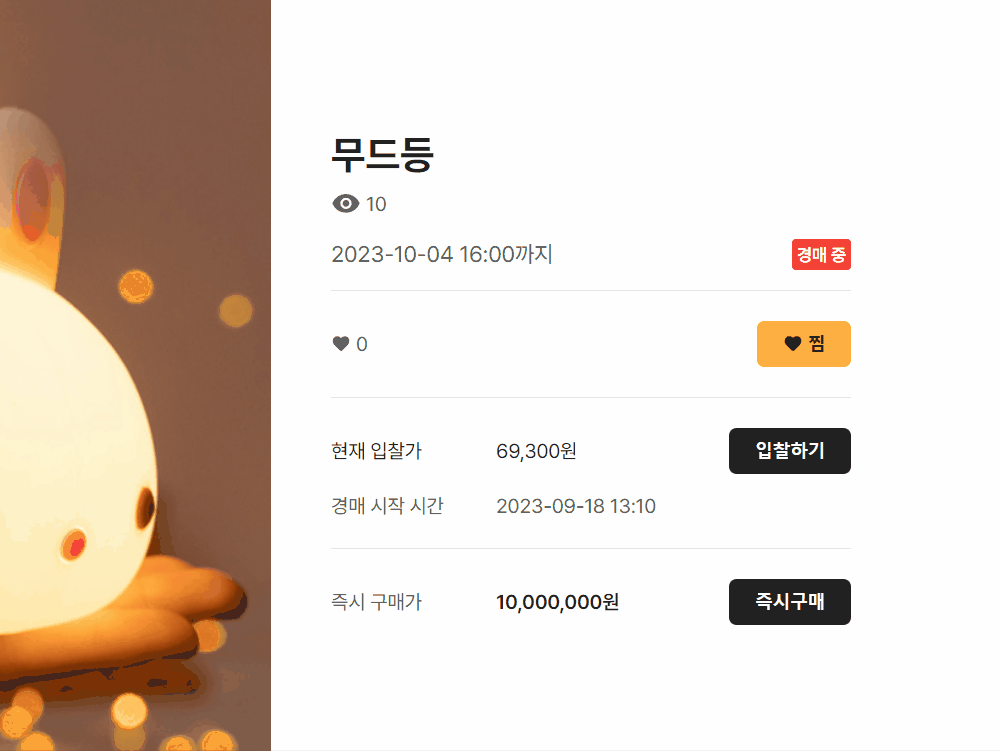 무드등
10
2023-10-04 16:00까지 경매 중
0 찜
현재 입찰가 69,300원 입찰하기
경매 시작 시간 2023-09-18 13:10
즉시 구매가 10,000,000원 즉시구매